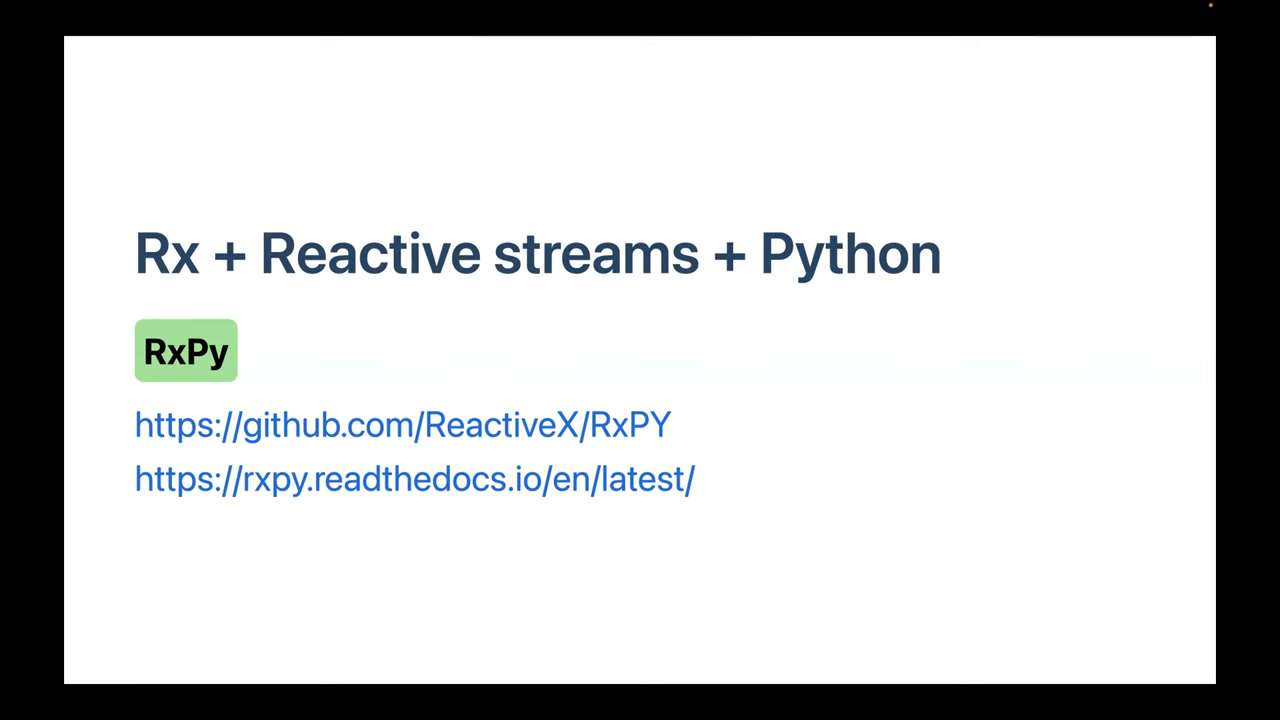 Rx + Reactive streams + Python
RxPy
https://github.com/ReactiveX/RxPY
https://rxpy.readthedocs.io/en/latest/